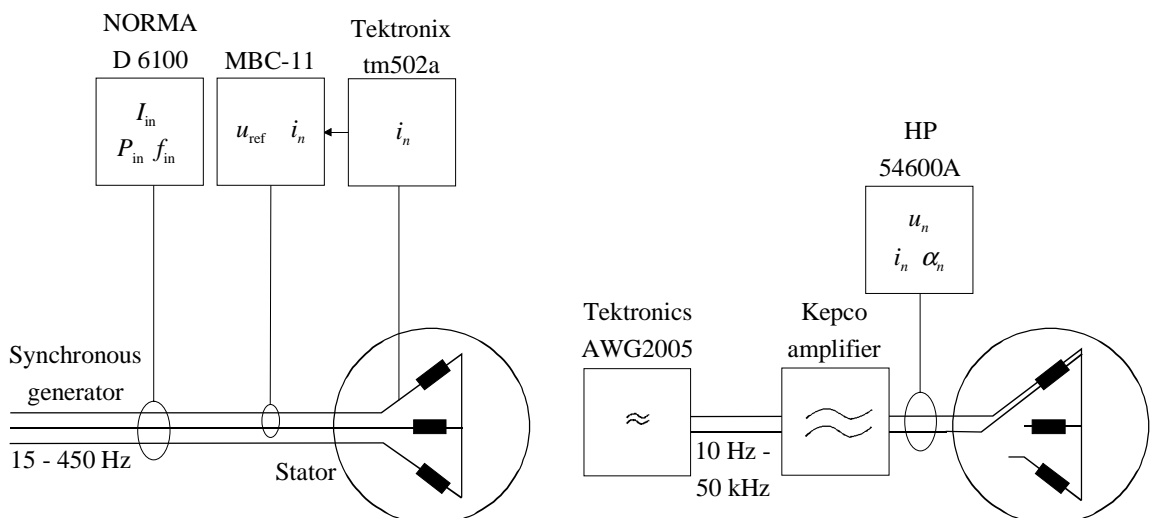 NORMA
D 6100
MBC-11
Tektronix
tm502a
I_in
P_in f_in
u_ref i_n
i_n
Synchronous
generator
15 - 450 Hz
Stator
HP
54600A
u_n
i_n α_n
Tektronics
AWG2005
Kepco
amplifier
≈
10 Hz -
50 kHz